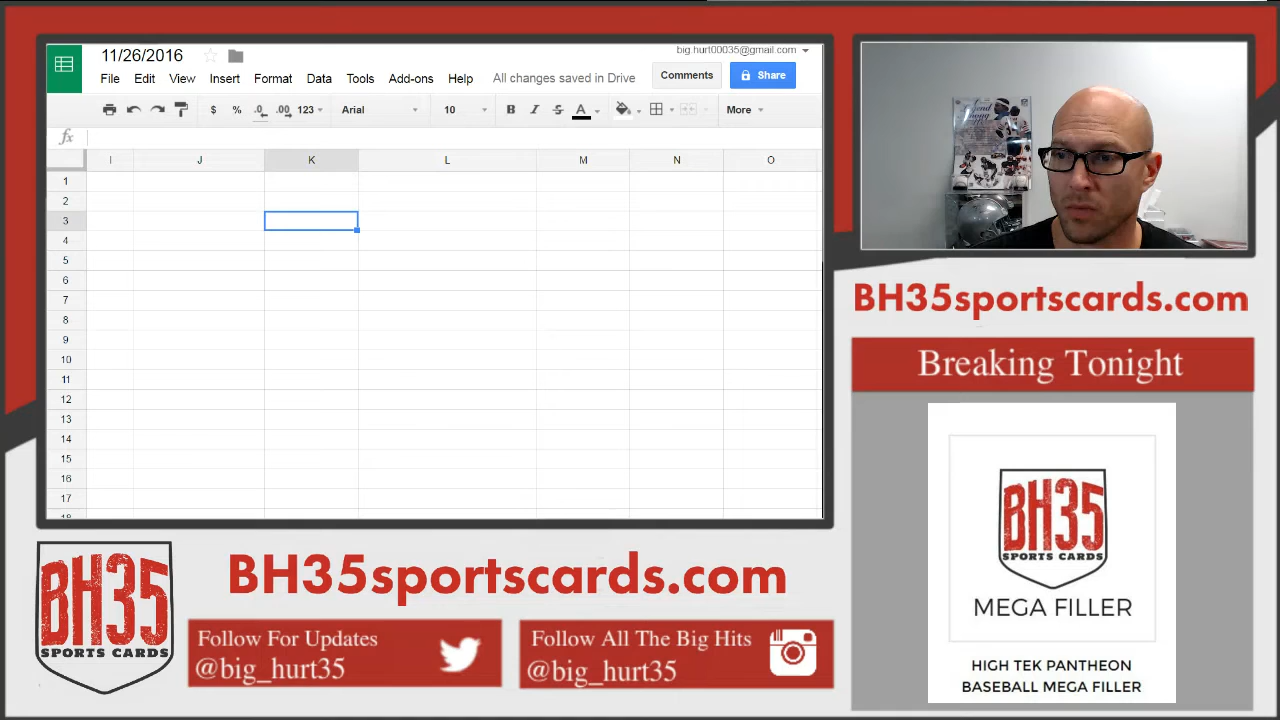 11/26/2016
big.hurt00035@gmail.com
File Edit View Insert Format Data Tools Add-ons Help All changes saved in Drive
Comments Share
$ % .0 .00 123 Arial 10 B I S A More
fx
I J K L M N O
1
2
3
4
5
6
7
8
9
10
11
12
13
14
15
16
17
18
BH35sportscards.com
Breaking Tonight
BH35
SPORTS CARDS
MEGA FILLER
HIGH TEK PANTHEON
BASEBALL MEGA FILLER
BH35
SPORTS CARDS
BH35sportscards.com
Follow For Updates
@big_hurt35
Follow All The Big Hits
@big_hurt35